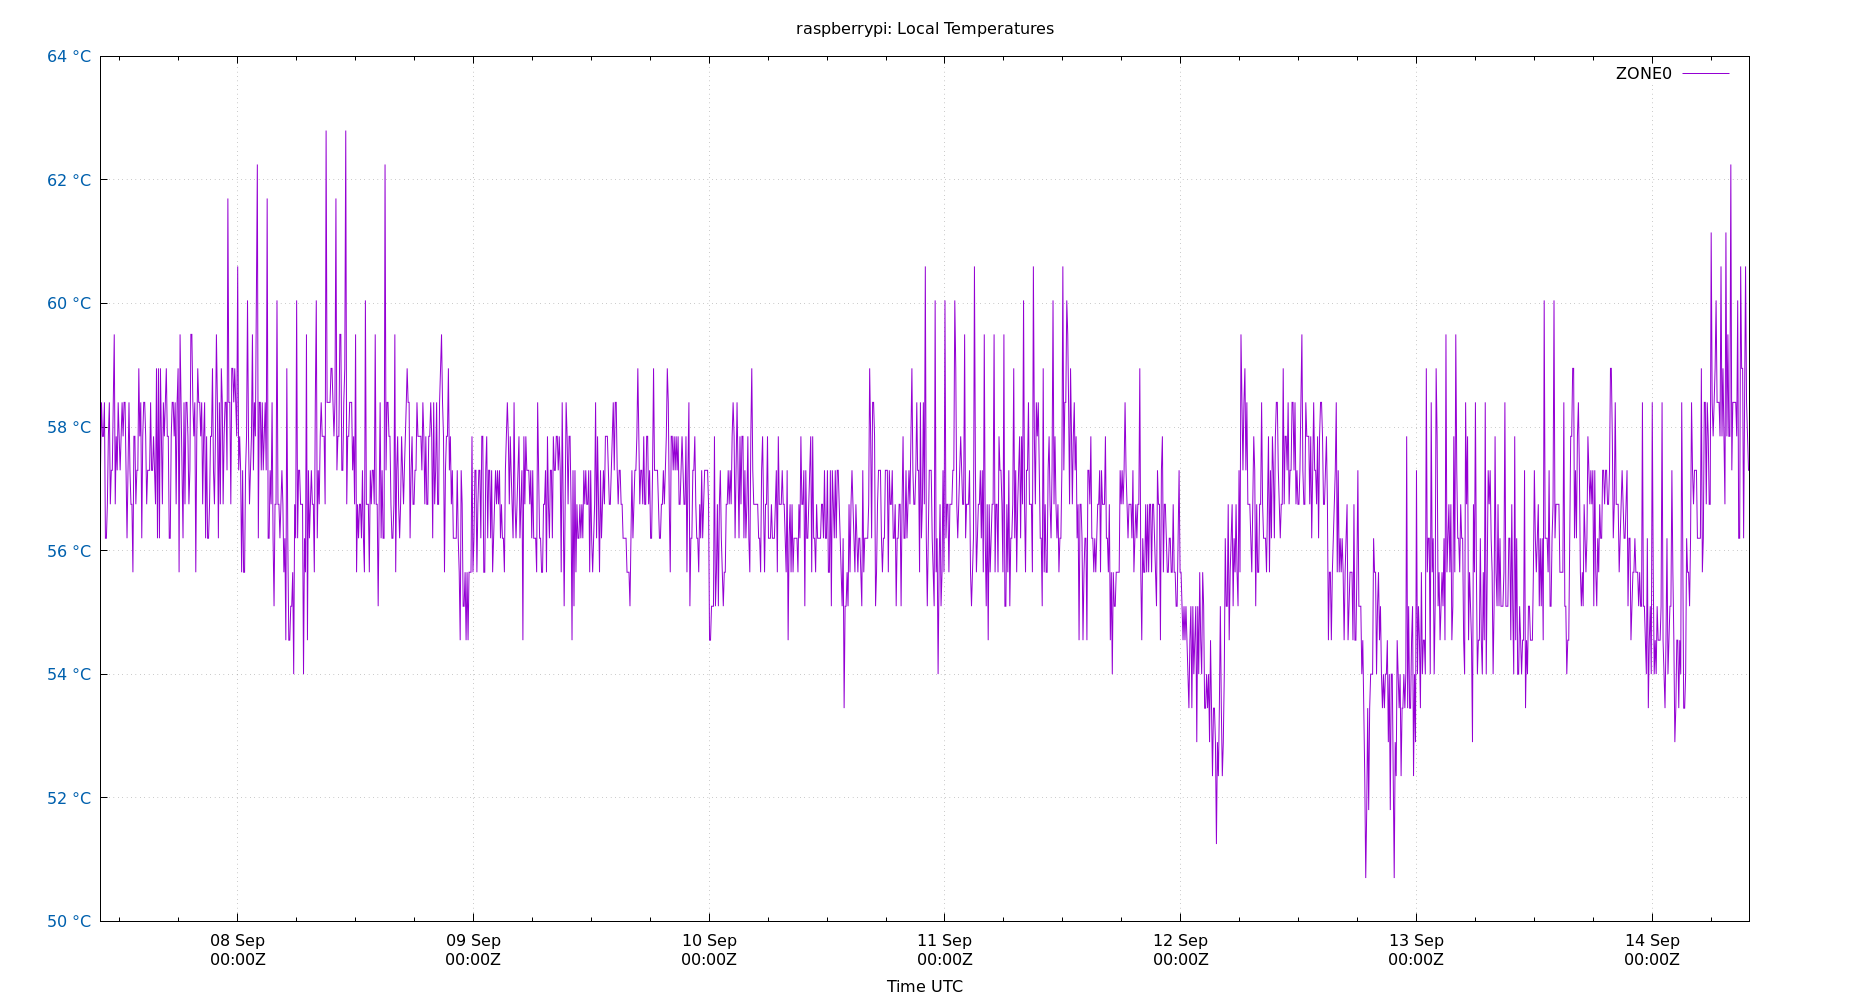 raspberrypi: Local Temperatures
64 °C
ZONE0
62 °C
60 °C
58 °C
56 °C
54 °C
52 °C
50 °C
08 Sep 09 Sep 10 Sep 11 Sep 12 Sep 13 Sep 14 Sep
00:00Z 00:00Z 00:00Z 00:00Z 00:00Z 00:00Z 00:00Z
Time UTC